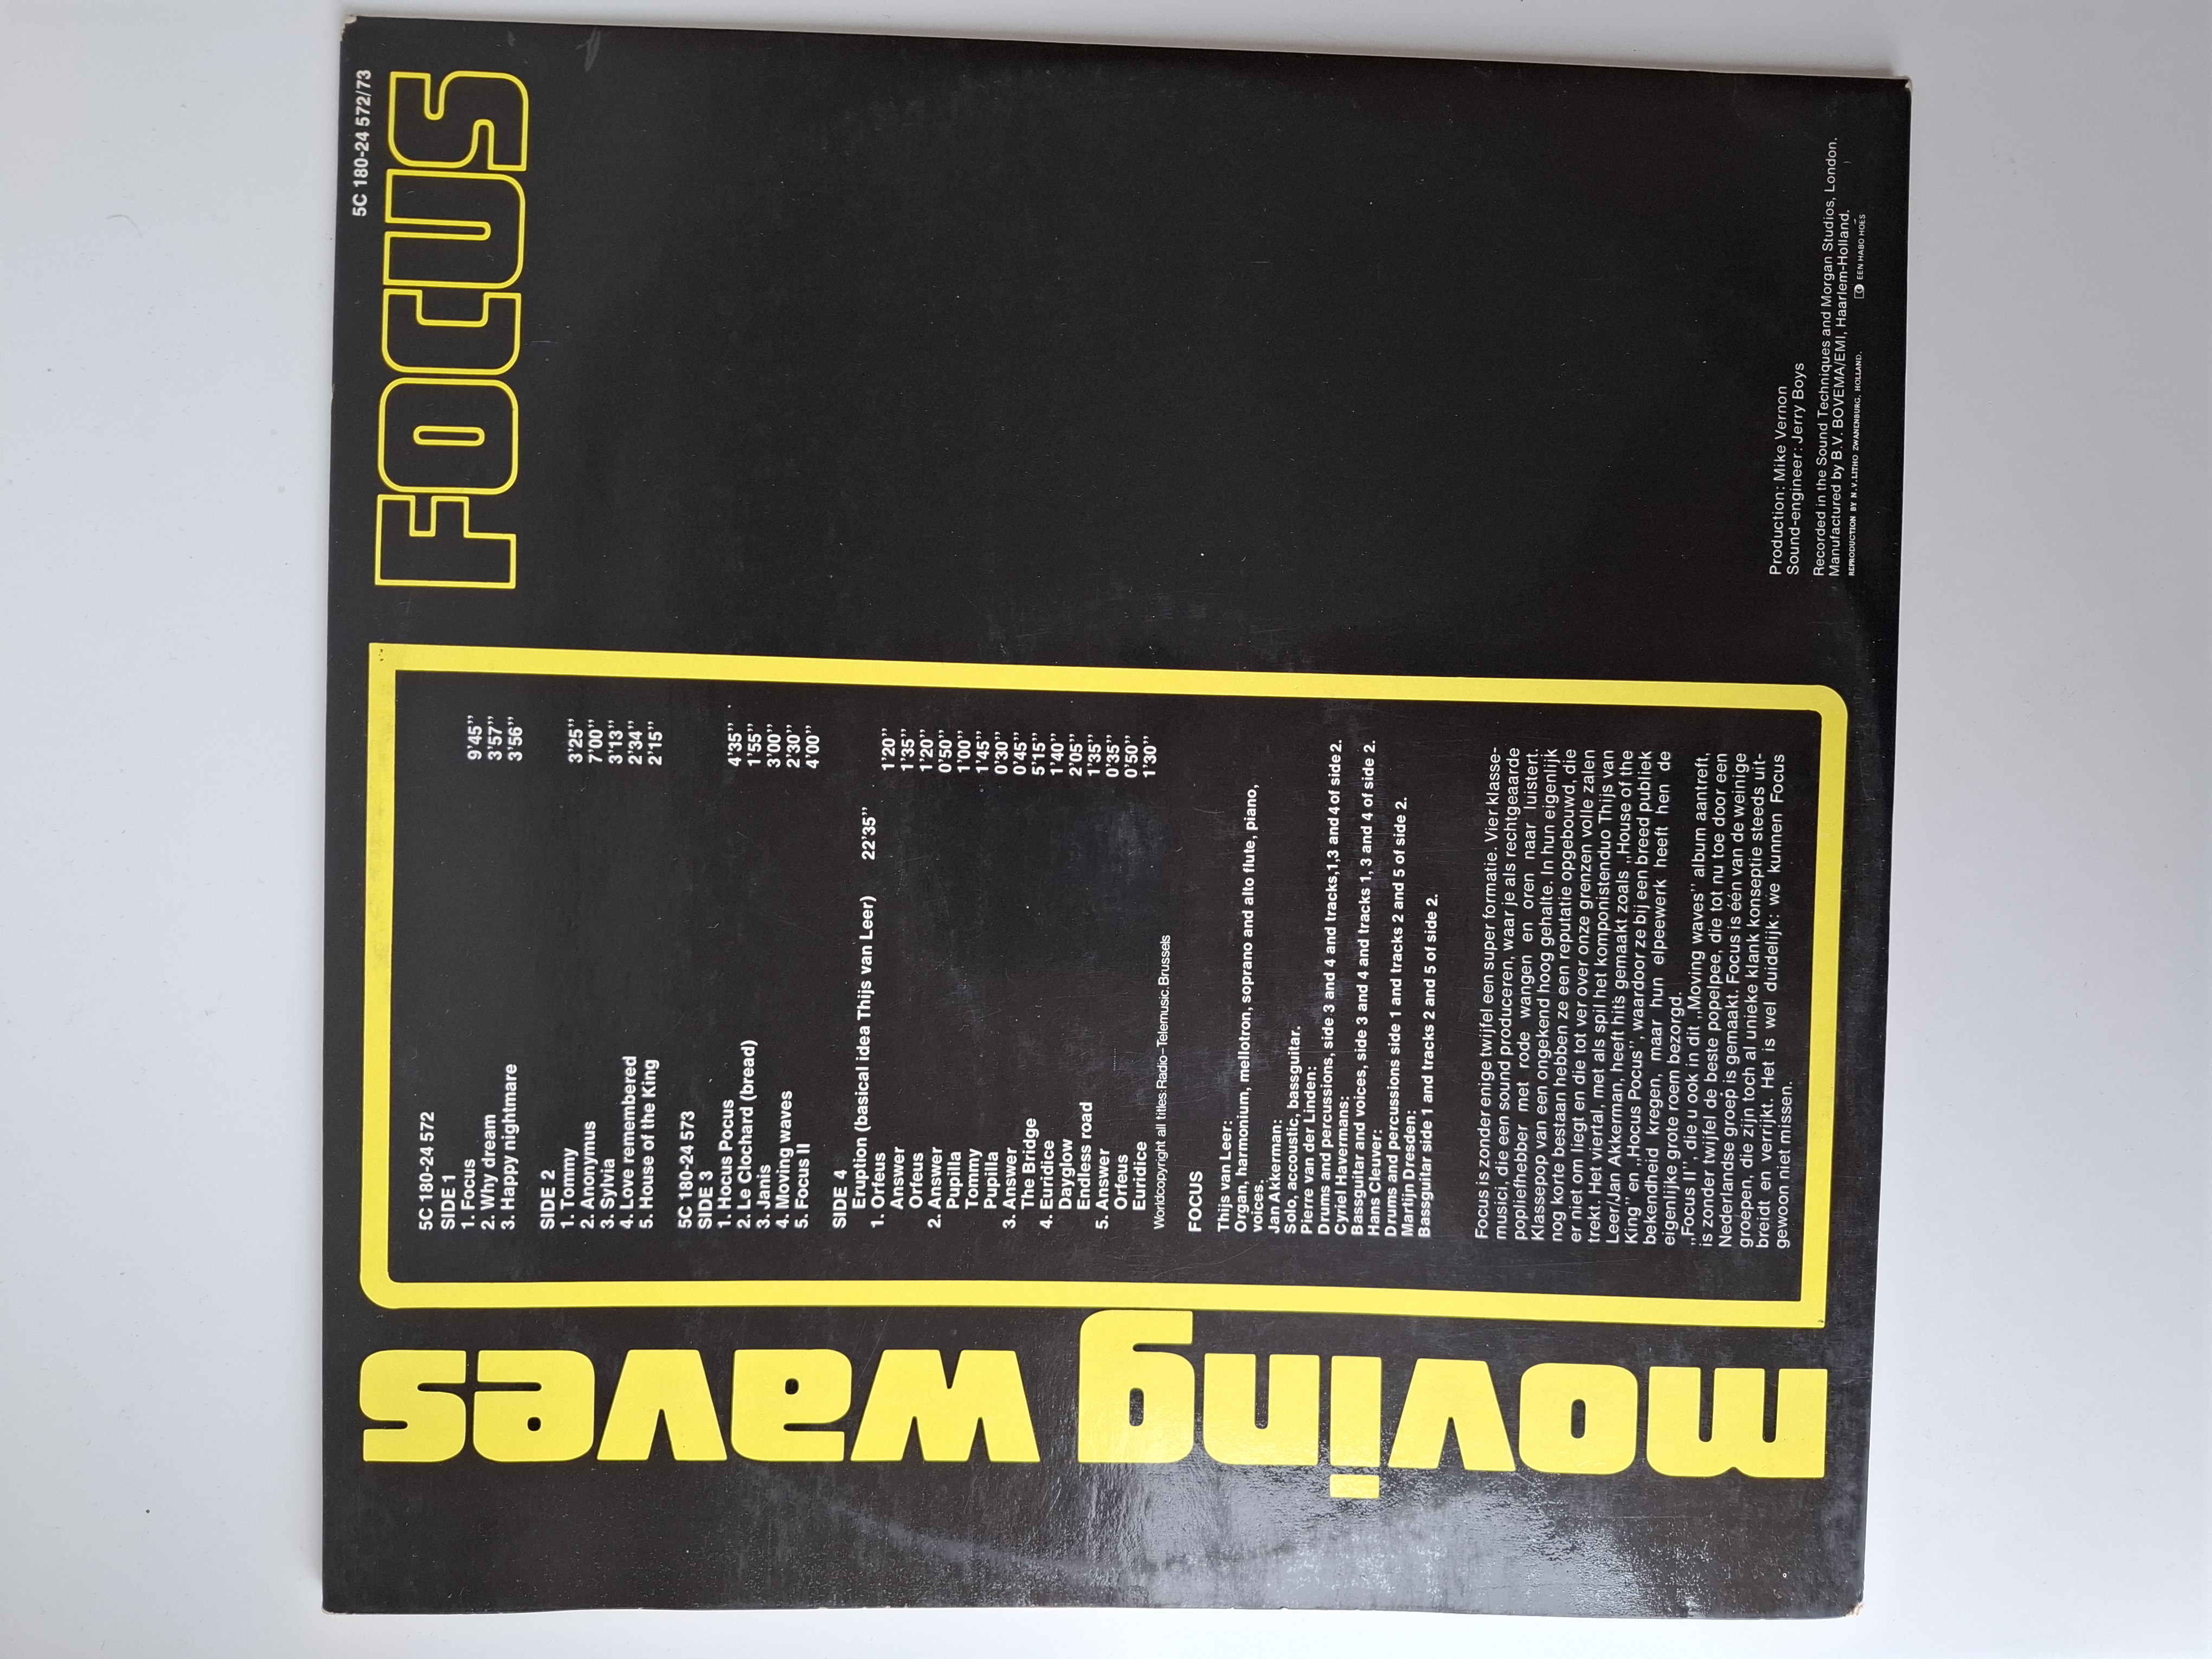 5C 180-24 572/73
FOCUS
moving waves
5C 180-24 572
SIDE 1
1. Focus 9'45''
2. Why dream 3'57''
3. Happy nightmare 3'56''
SIDE 2
1. Tommy 3'25''
2. Anonymus 7'00''
3. Sylvia 3'13''
4. Love remembered 2'34''
5. House of the King 2'15''
5C 180-24 573
SIDE 3
1. Hocus Pocus 4'35''
2. Le Clochard (bread) 1'55''
3. Janis 3'00''
4. Moving waves 2'30''
5. Focus II 4'00''
SIDE 4
Eruption (basical idea Thijs van Leer) 22'35''
1. Orfeus 1'20''
Answer 1'35''
Orfeus 1'20''
2. Answer 0'50''
Pupilla 1'00''
Tommy 1'45''
Pupilla 0'30''
3. Answer 0'45''
The Bridge 5'15''
4. Euridice 1'40''
Dayglow 2'05''
Endless road 1'35''
5. Answer 0'35''
Orfeus 0'50''
Euridice 1'30''
Worldcopyright all titles: Radio-Telemusic. Brussels
FOCUS
Thijs van Leer:
Organ, harmonium, mellotron, soprano and alto flute, piano,
voices.
Jan Akkerman:
Solo, accoustic, bassguitar.
Pierre van der Linden:
Drums and percussions, side 3 and 4 and tracks,1,3 and 4 of side 2.
Cyriel Havermans:
Bassguitar and voices, side 3 and 4 and tracks 1, 3 and 4 of side 2.
Hans Cleuver:
Drums and percussions side 1 and tracks 2 and 5 of side 2.
Martijn Dresden:
Bassguitar side 1 and tracks 2 and 5 of side 2.
Focus is zonder enige twijfel een super formatie. Vier klasse-
musici, die een sound produceren, waar je als rechtgeaarde
popliefhebber met rode wangen en oren naar luistert.
Klassepop van een ongekend hoog gehalte. In hun eigenlijk
nog korte bestaan hebben ze een reputatie opgebouwd, die
er niet om liegt en die tot ver over onze grenzen volle zalen
trekt. Het viertal, met als spil het komponistenduo Thijs van
Leer/Jan Akkerman, heeft hits gemaakt zoals „House of the
King" en „Hocus Pocus", waardoor ze bij een breed publiek
bekendheid kregen, maar hun elpeewerk heeft hen de
eigenlijke grote roem bezorgd.
„Focus II", die u ook in dit „Moving waves" album aantreft,
is zonder twijfel de beste popelpee, die tot nu toe door een
Nederlandse groep is gemaakt. Focus is één van de weinige
groepen, die zijn toch al unieke klank konseptie steeds uit-
breidt en verrijkt. Het is wel duidelijk: we kunnen Focus
gewoon niet missen.
Production: Mike Vernon
Sound-engineer: Jerry Boys
Recorded in the Sound Techniques and Morgan Studios, London.
Manufactured by B.V. BOVEMA/EMI, Haarlem-Holland.
REPRODUCTION BY N.V. LITHO ZWANENBURG, HOLLAND.
EEN HABO HOES